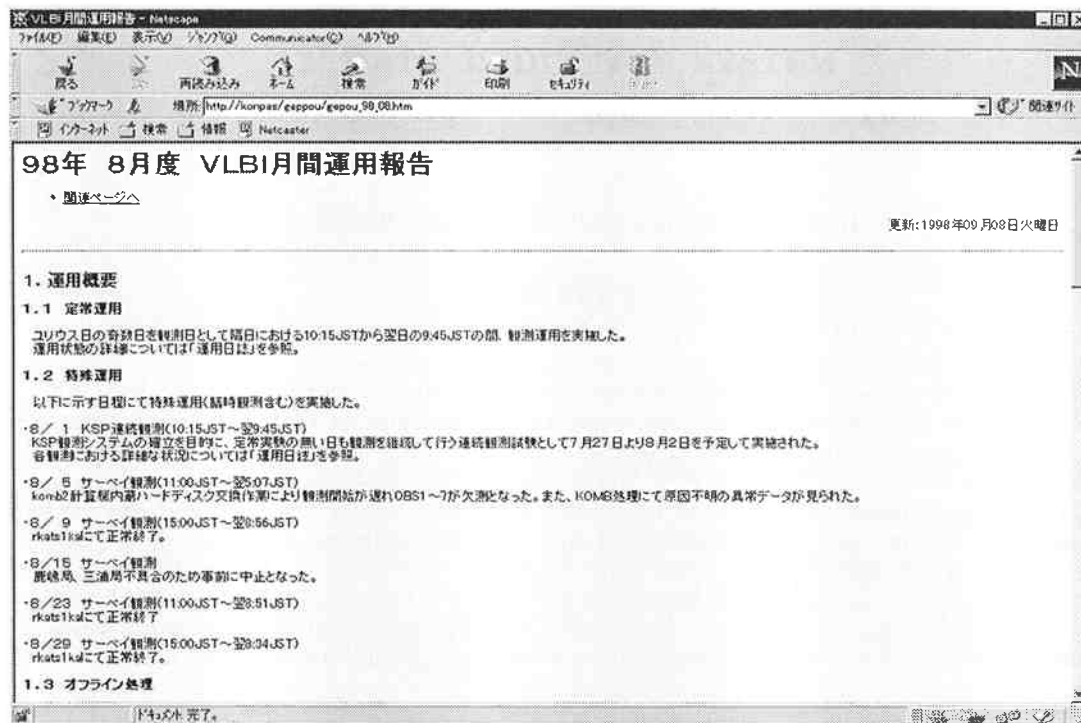 VLBI月間運用報告 - Netscape
ファイル(F) 編集(E) 表示(V) ジャンプ(G) Communicator(C) ヘルプ(H)
戻る 再読み込み ホーム 検索 ガイド 印刷 セキュリティ
ブックマーク 場所: http://konpas/geppou/gepou_98_08.htm 関連サイト
インターネット 検索 情報 Netcaster
98年 8月度 VLBI月間運用報告
・ 関連ページへ
更新:1998年09月08日火曜日
1. 運用概要
1.1 定常運用
ユリウス日の奇数日を観測日として隔日における10:15JSTから翌日の9:45JSTの間、観測運用を実施した。
運用状態の詳細については「運用日誌」を参照。
1.2 特殊運用
以下に示す日程にて特殊運用(臨時観測含む)を実施した。
・8/ 1 KSP連続観測(10:15JST～翌9:45JST)
KSP観測システムの確立を目的に、定常実験の無い日も観測を継続して行う連続観測試験として7月27日より8月2日を予定して実施された。
各観測における詳細な状況については「運用日誌」を参照。
・8/ 5 サーベイ観測(11:00JST～翌5:07JST)
komb2計算機内蔵ハードディスク交換作業により観測開始が遅れOBS1～7が欠測となった。また、KOMB処理にて原因不明の異常データが見られた。
・8/ 9 サーベイ観測(15:00JST～翌8:56JST)
rkats1kslにて正常終了。
・8/15 サーベイ観測
鹿嶋局、三浦局不具合のため事前に中止となった。
・8/23 サーベイ観測(11:00JST～翌8:51JST)
rkats1kslにて正常終了
・8/29 サーベイ観測(15:00JST～翌8:34JST)
rkats1kslにて正常終了。
1.3 オフライン処理
ドキュメント 完了。